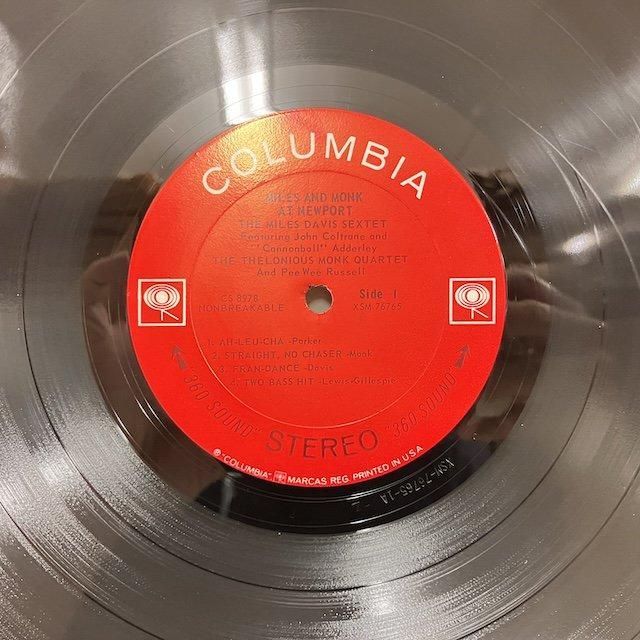 COLUMBIA
MILES AND MONK
AT NEWPORT
THE MILES DAVIS SEXTET
Featuring John Coltrane and
"Cannonball" Adderley
THE THELONIOUS MONK QUARTET
And Pee Wee Russell
CS 8978
NONBREAKABLE
Side 1
XSM 76765
1. AH-LEU-CHA -Parker
2. STRAIGHT, NO CHASER -Monk
3. FRAN-DANCE -Davis
4. TWO BASS HIT -Lewis-Gillespie
"360 SOUND" STEREO "360 SOUND"
℗ "COLUMBIA" MARCAS REG. PRINTED IN U.S.A.
XSM-76765-1A